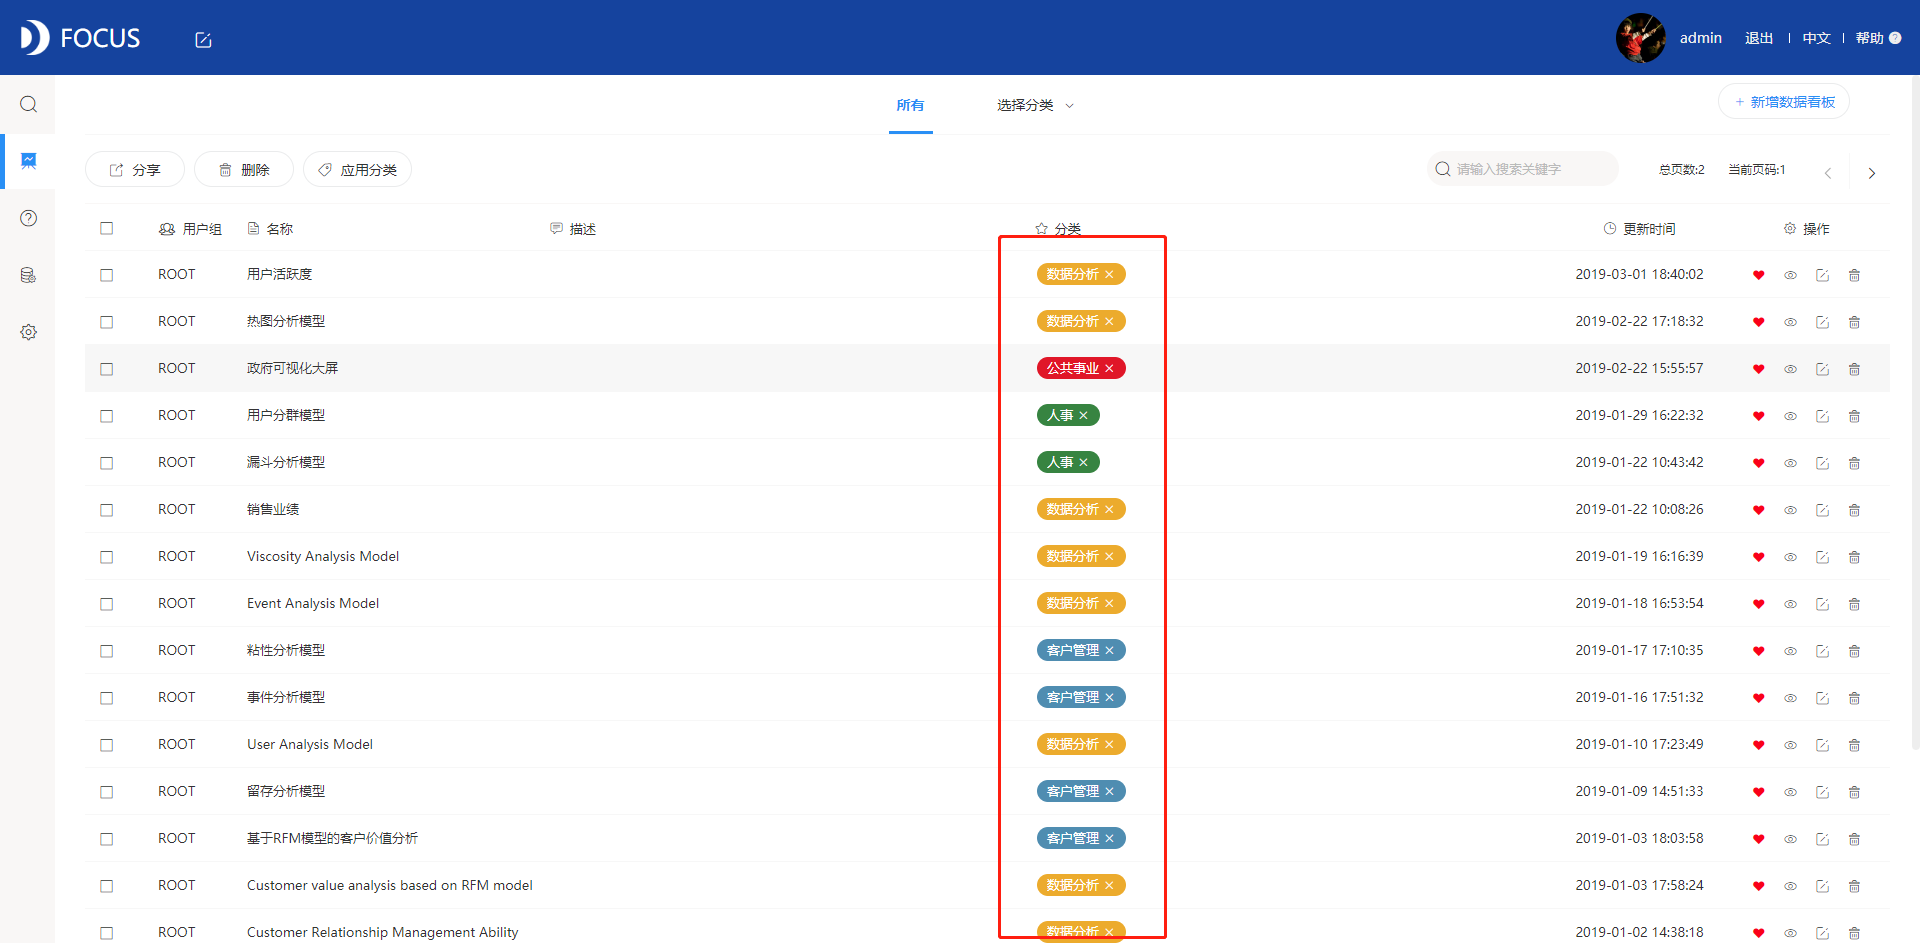 FOCUS admin 退出 中文 帮助 ?
所有 选择分类 + 新增数据看板
分享 删除 应用分类 请输入搜索关键字 总页数:2 当前页码:1
用户组 名称 描述 分类 更新时间 操作
ROOT 用户活跃度 数据分析 × 2019-03-01 18:40:02
ROOT 热图分析模型 数据分析 × 2019-02-22 17:18:32
ROOT 政府可视化大屏 公共事业 × 2019-02-22 15:55:57
ROOT 用户分群模型 人事 × 2019-01-29 16:22:32
ROOT 漏斗分析模型 人事 × 2019-01-22 10:43:42
ROOT 销售业绩 数据分析 × 2019-01-22 10:08:26
ROOT Viscosity Analysis Model 数据分析 × 2019-01-19 16:16:39
ROOT Event Analysis Model 数据分析 × 2019-01-18 16:53:54
ROOT 粘性分析模型 客户管理 × 2019-01-17 17:10:35
ROOT 事件分析模型 客户管理 × 2019-01-16 17:51:32
ROOT User Analysis Model 数据分析 × 2019-01-10 17:23:49
ROOT 留存分析模型 客户管理 × 2019-01-09 14:51:33
ROOT 基于RFM模型的客户价值分析 客户管理 × 2019-01-03 18:03:58
ROOT Customer value analysis based on RFM model 数据分析 × 2019-01-03 17:58:24
ROOT Customer Relationship Management Ability 数据分析 × 2019-01-02 14:38:18